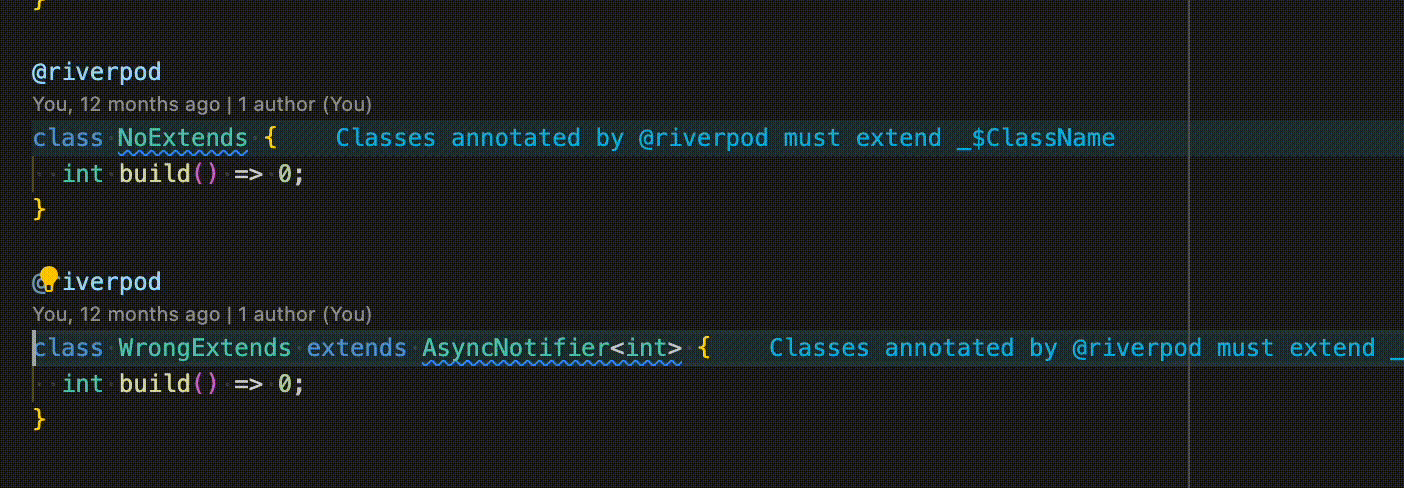 }
@riverpod
You, 12 months ago | 1 author (You)
class NoExtends {    Classes annotated by @riverpod must extend _$ClassName
  int build() => 0;
}
@riverpod
You, 12 months ago | 1 author (You)
class WrongExtends extends AsyncNotifier<int> {    Classes annotated by @riverpod must extend _
  int build() => 0;
}